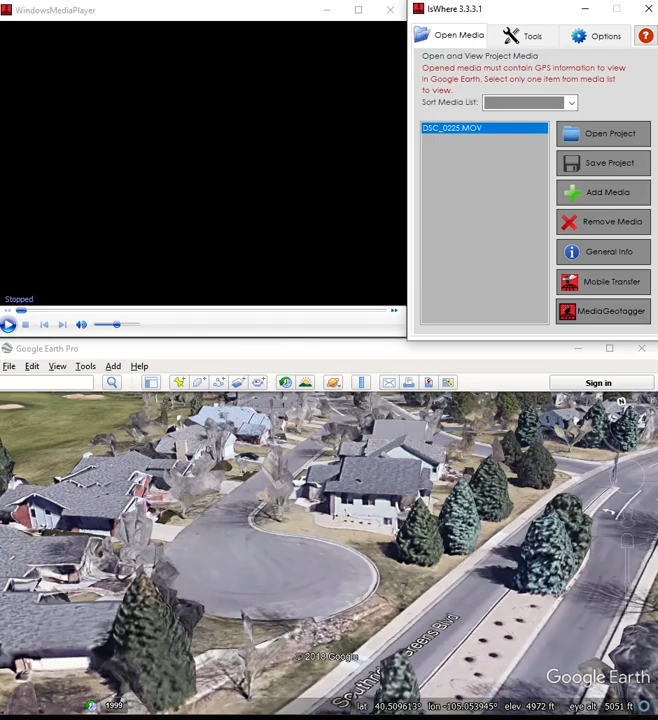 WindowsMediaPlayer
Stopped
IsWhere 3.3.3.1
Open Media
Tools
Options
Open and View Project Media
Opened media must contain GPS information to view
in Google Earth. Select only one item from media list
to view.
Sort Media List:
DSC_0225.MOV
Open Project
Save Project
Add Media
Remove Media
General Info
Mobile Transfer
MediaGeotagger
Google Earth Pro
File Edit View Tools Add Help
Sign in
N
Greens Blvd
© 2018 Google
Google Earth
1999
lat 40.509613° lon -105.053945° elev 4972 ft eye alt 5051 ft